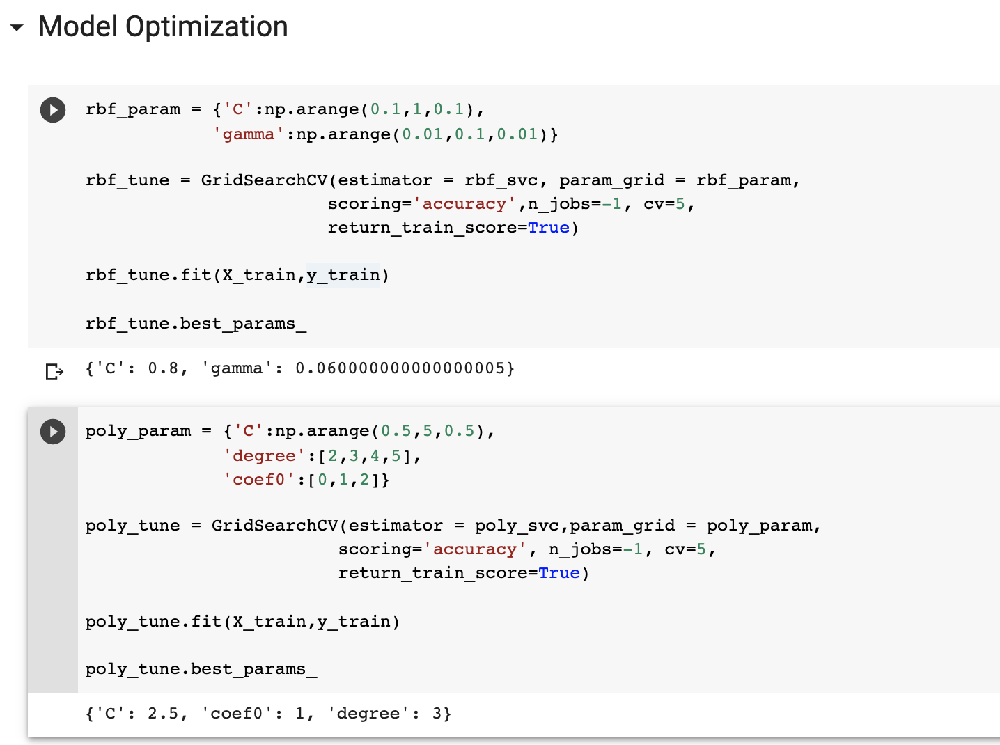 Model Optimization
rbf_param = {'C':np.arange(0.1,1,0.1),
'gamma':np.arange(0.01,0.1,0.01)}
rbf_tune = GridSearchCV(estimator = rbf_svc, param_grid = rbf_param,
scoring='accuracy',n_jobs=-1, cv=5,
return_train_score=True)
rbf_tune.fit(X_train,y_train)
rbf_tune.best_params_
{'C': 0.8, 'gamma': 0.060000000000000005}
poly_param = {'C':np.arange(0.5,5,0.5),
'degree':[2,3,4,5],
'coef0':[0,1,2]}
poly_tune = GridSearchCV(estimator = poly_svc,param_grid = poly_param,
scoring='accuracy', n_jobs=-1, cv=5,
return_train_score=True)
poly_tune.fit(X_train,y_train)
poly_tune.best_params_
{'C': 2.5, 'coef0': 1, 'degree': 3}